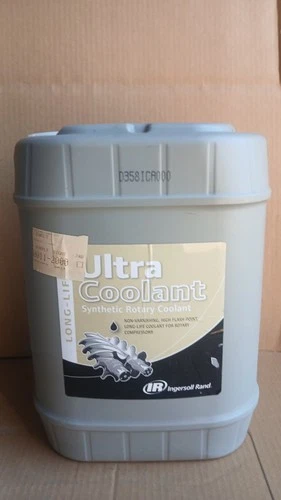 D358ICA000
LONG-LIF
Ultra
Coolant
Synthetic Rotary Coolant
NON-VARNISHING, HIGH FLASH POINT,
LONG-LIFE COOLANT FOR ROTARY
COMPRESSORS
IR Ingersoll Rand